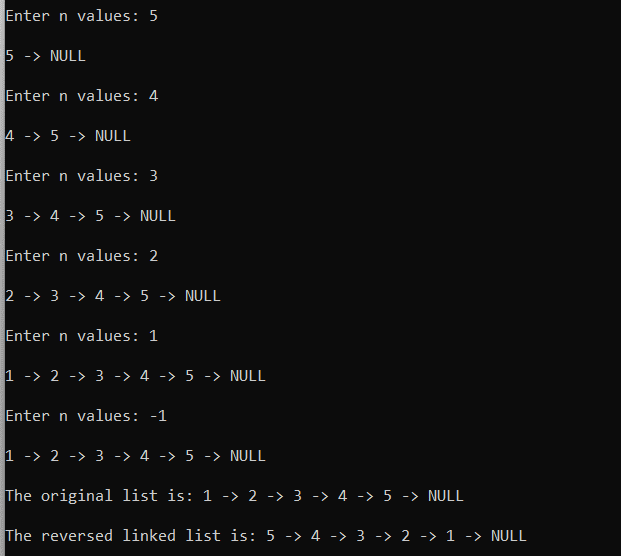 Enter n values: 5
5 -> NULL
Enter n values: 4
4 -> 5 -> NULL
Enter n values: 3
3 -> 4 -> 5 -> NULL
Enter n values: 2
2 -> 3 -> 4 -> 5 -> NULL
Enter n values: 1
1 -> 2 -> 3 -> 4 -> 5 -> NULL
Enter n values: -1
1 -> 2 -> 3 -> 4 -> 5 -> NULL
The original list is: 1 -> 2 -> 3 -> 4 -> 5 -> NULL
The reversed linked list is: 5 -> 4 -> 3 -> 2 -> 1 -> NULL